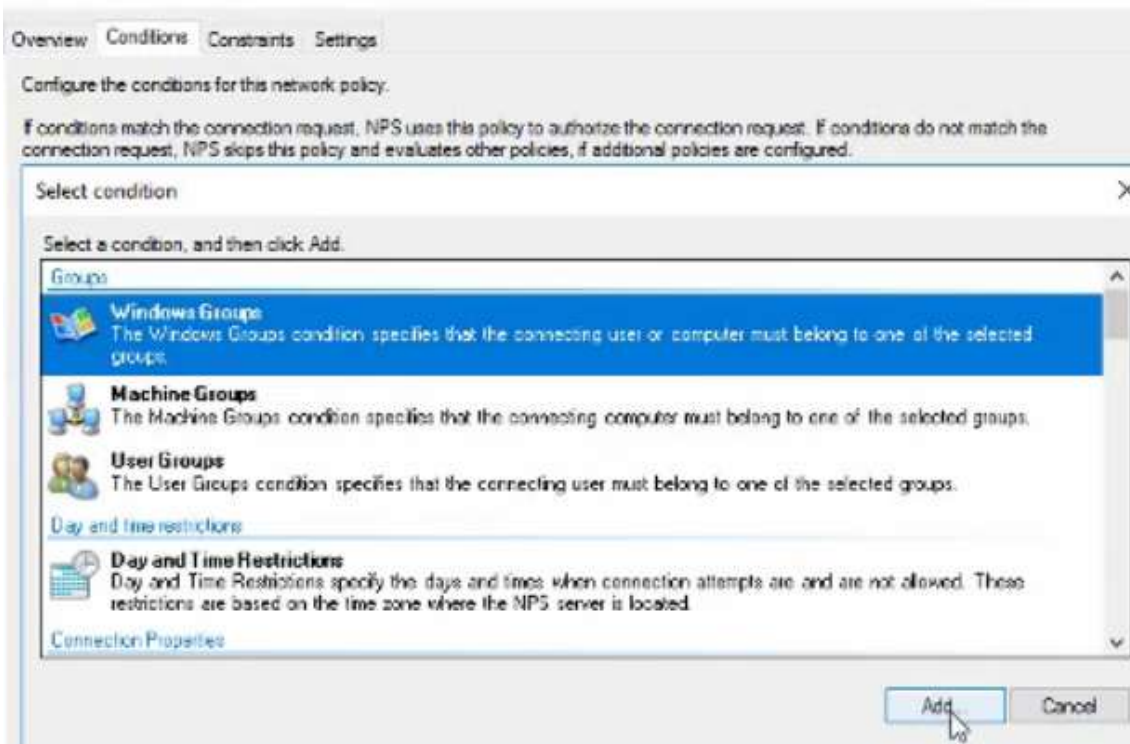 Overview Conditions Constraints Settings
Configure the conditions for this network policy.
If conditions match the connection request, NPS uses this policy to authorize the connection request. If conditions do not match the
connection request, NPS skips this policy and evaluates other policies, if additional policies are configured.
Select condition
Select a condition, and then click Add.
Groups
Windows Groups
The Windows Groups condition specifies that the connecting user or computer must belong to one of the selected
groups.
Machine Groups
The Machine Groups condition specifies that the connecting computer must belong to one of the selected groups.
User Groups
The User Groups condition specifies that the connecting user must belong to one of the selected groups.
Day and time restrictions
Day and Time Restrictions
Day and Time Restrictions specify the days and times when connection attempts are and are not allowed. These
restrictions are based on the time zone where the NPS server is located.
Connection Properties
Add... Cancel